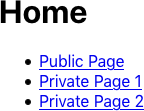 Home
Public Page
Private Page 1
Private Page 2